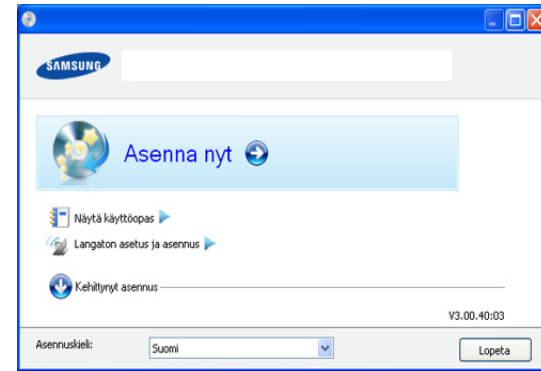 SAMSUNG
Asenna nyt
Näytä käyttöopas
Langaton asetus ja asennus
Kehittynyt asennus
V3.00.40:03
Asennuskieli: Suomi Lopeta